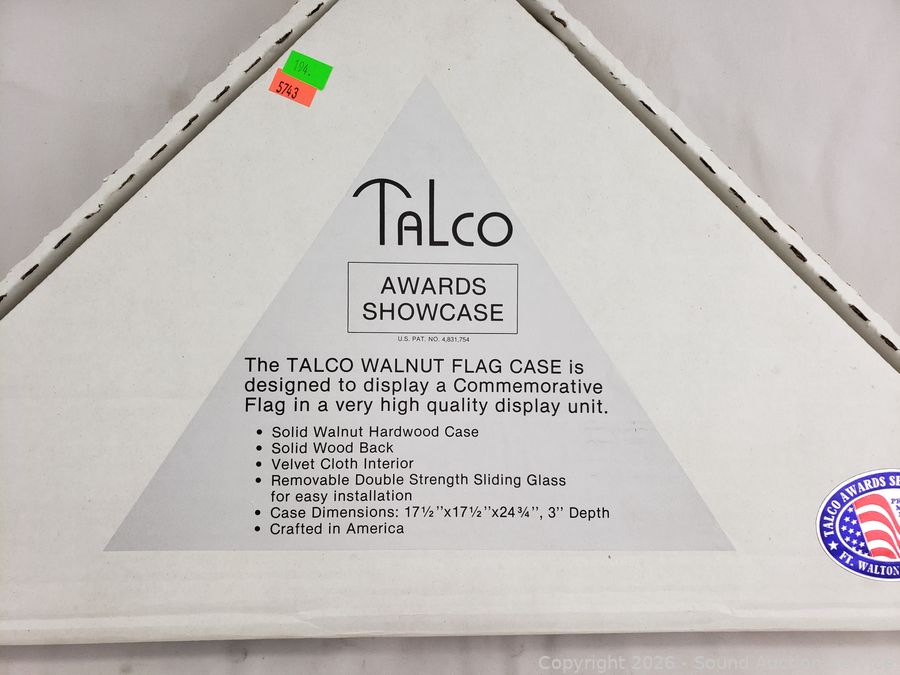 104.
5743
TALCO
AWARDS
SHOWCASE
U.S. PAT. NO. 4,831,754
The TALCO WALNUT FLAG CASE is
designed to display a Commemorative
Flag in a very high quality display unit.
• Solid Walnut Hardwood Case
• Solid Wood Back
• Velvet Cloth Interior
• Removable Double Strength Sliding Glass
for easy installation
• Case Dimensions: 17½"x17½"x24¾", 3" Depth
• Crafted in America
TALCO AWARDS
FT. WALTON
Copyright 2026 - Sound Auction Service